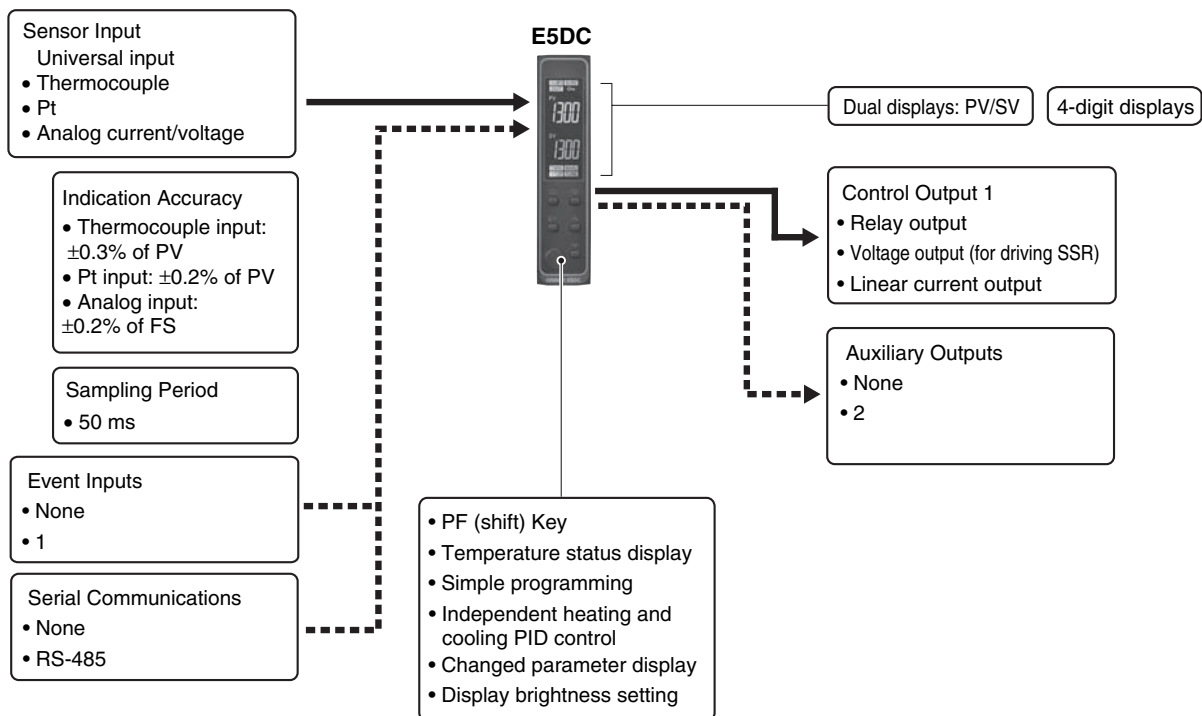 Sensor Input
Universal input
• Thermocouple
• Pt
• Analog current/voltage
Indication Accuracy
• Thermocouple input:
±0.3% of PV
• Pt input: ±0.2% of PV
• Analog input:
±0.2% of FS
Sampling Period
• 50 ms
Event Inputs
• None
• 1
Serial Communications
• None
• RS-485
E5DC
PV
1300
SV
1300
• PF (shift) Key
• Temperature status display
• Simple programming
• Independent heating and
cooling PID control
• Changed parameter display
• Display brightness setting
Dual displays: PV/SV
4-digit displays
Control Output 1
• Relay output
• Voltage output (for driving SSR)
• Linear current output
Auxiliary Outputs
• None
• 2